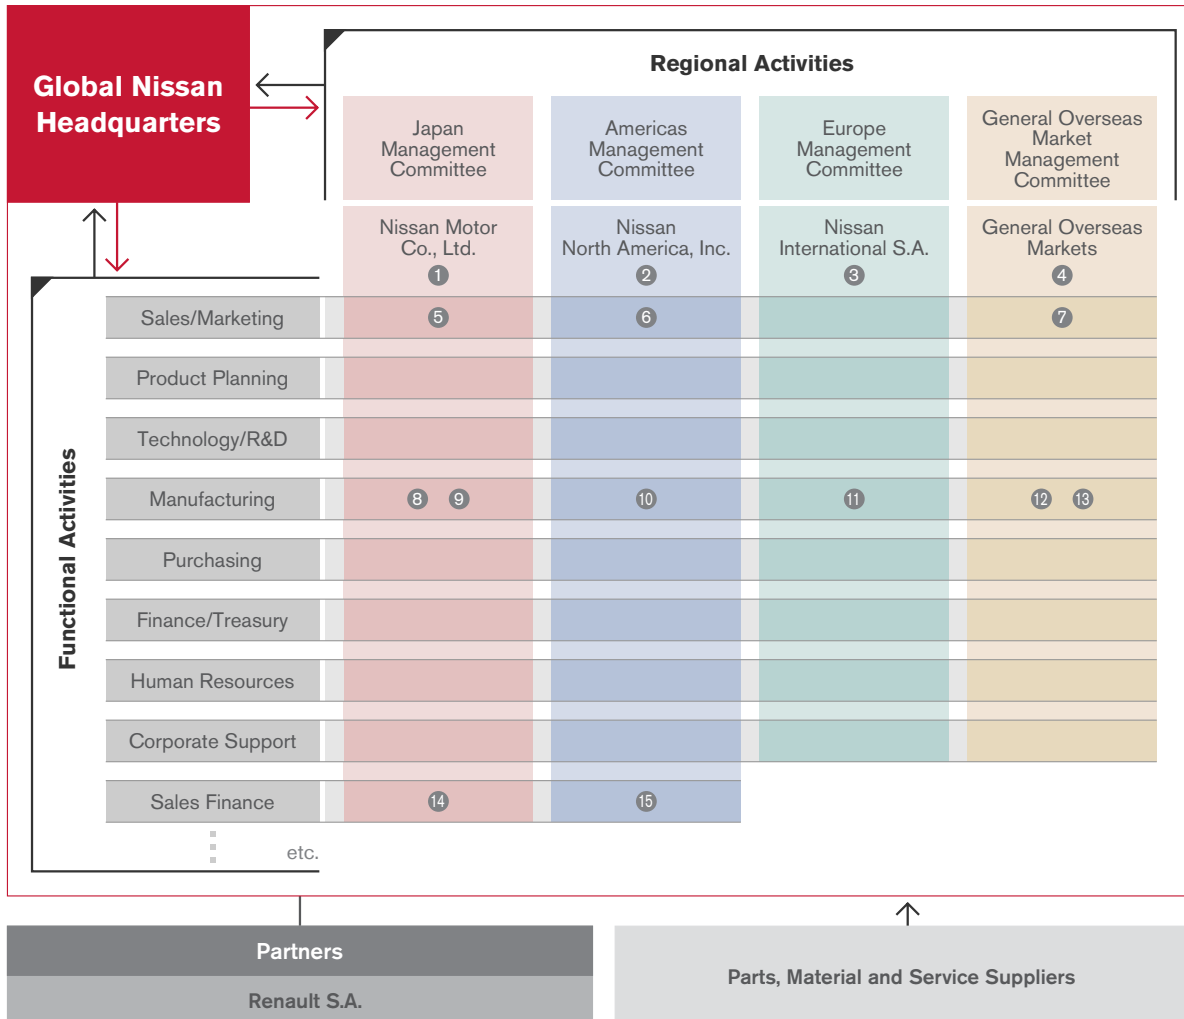 Global Nissan
Headquarters
Regional Activities
Japan
Management
Committee
Americas
Management
Committee
Europe
Management
Committee
General Overseas
Market
Management
Committee
Nissan Motor
Co., Ltd.
1
Nissan
North America, Inc.
2
Nissan
International S.A.
3
General Overseas
Markets
4
Functional Activities
Sales/Marketing
5
6
7
Product Planning
Technology/R&D
Manufacturing
8 9
10
11
12 13
Purchasing
Finance/Treasury
Human Resources
Corporate Support
Sales Finance
14
15
etc.
Partners
Renault S.A.
Parts, Material and Service Suppliers